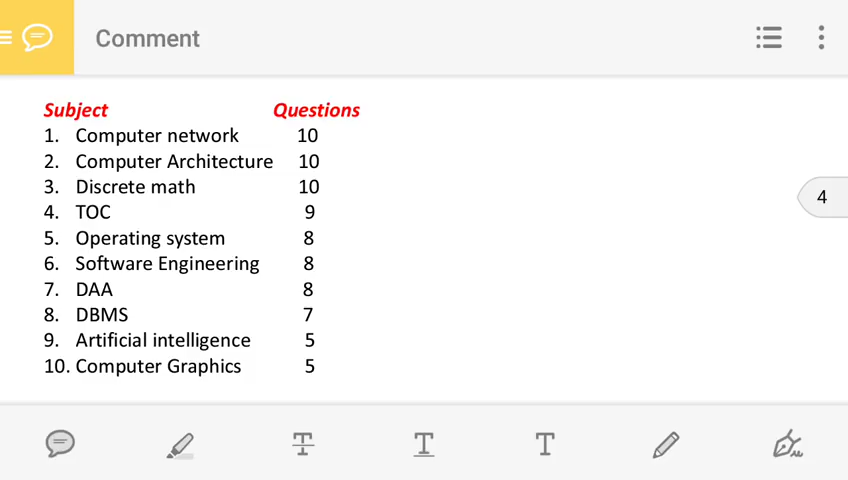 Comment
Subject Questions
1. Computer network 10
2. Computer Architecture 10
3. Discrete math 10
4. TOC 9
5. Operating system 8
6. Software Engineering 8
7. DAA 8
8. DBMS 7
9. Artificial intelligence 5
10. Computer Graphics 5
4